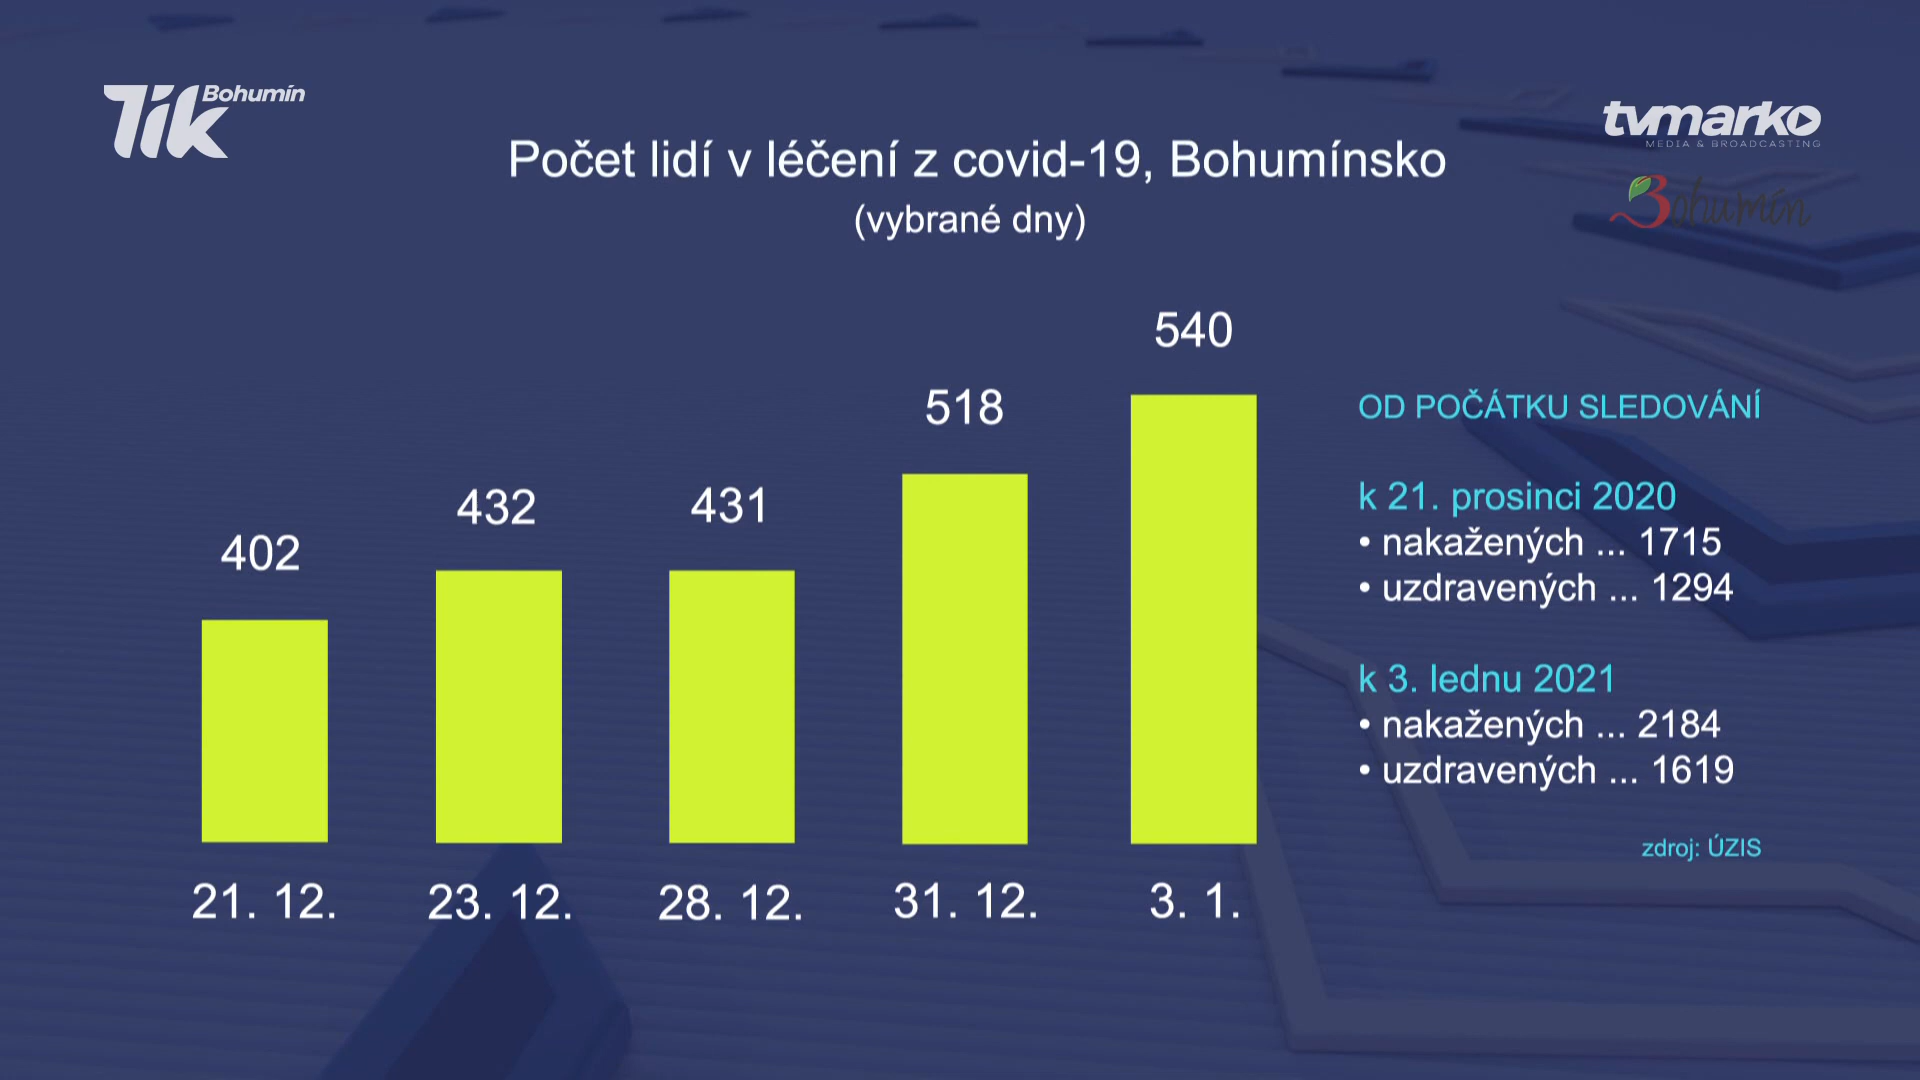 Tik Bohumín
tvmarko
MEDIA & BROADCASTING
Bohumín
Počet lidí v léčení z covid-19, Bohumínsko
(vybrané dny)
402
432
431
518
540
21. 12.
23. 12.
28. 12.
31. 12.
3. 1.
OD POČÁTKU SLEDOVÁNÍ
k 21. prosinci 2020
• nakažených ... 1715
• uzdravených ... 1294
k 3. lednu 2021
• nakažených ... 2184
• uzdravených ... 1619
zdroj: ÚZIS